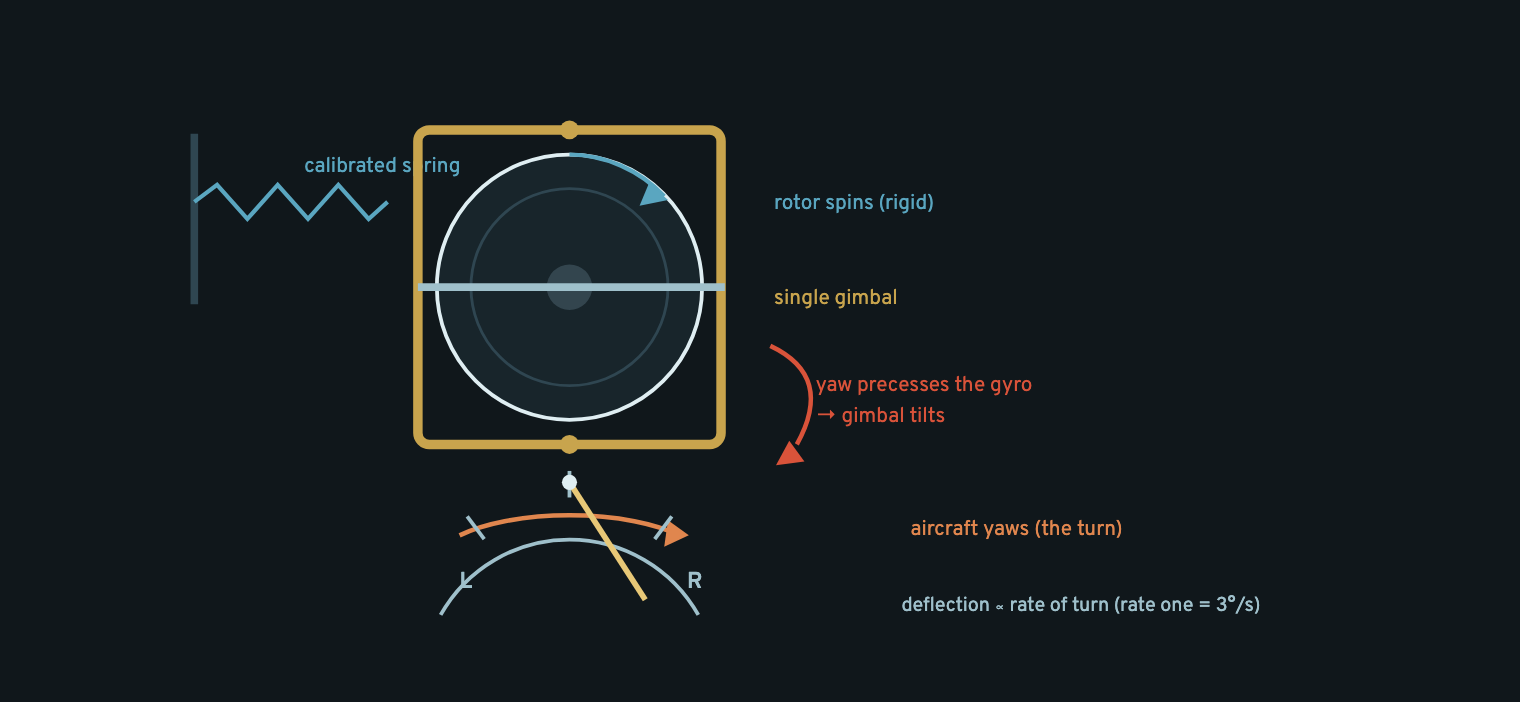 calibrated spring
rotor spins (rigid)
single gimbal
yaw precesses the gyro
→ gimbal tilts
aircraft yaws (the turn)
L
R
deflection ∝ rate of turn (rate one = 3°/s)